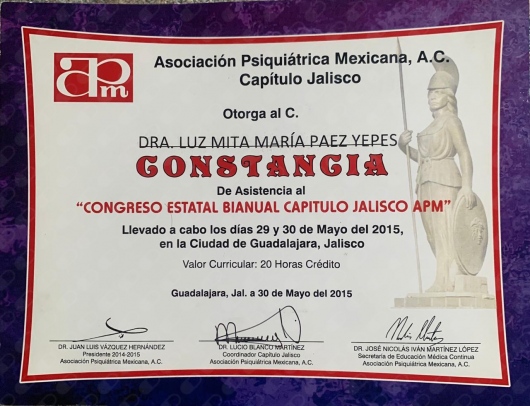 apm
Asociación Psiquiátrica Mexicana, A.C.
Capítulo Jalisco
Otorga al C.
DRA. LUZ MITA MARÍA PAEZ YEPES
CONSTANCIA
De Asistencia al
“CONGRESO ESTATAL BIANUAL CAPITULO JALISCO APM”
Llevado a cabo los días 29 y 30 de Mayo del 2015,
en la Ciudad de Guadalajara, Jalisco
Valor Curricular: 20 Horas Crédito
Guadalajara, Jal. a 30 de Mayo del 2015
DR. JUAN LUIS VÁZQUEZ HERNÁNDEZ
Presidente 2014-2015
Asociación Psiquiátrica Mexicana, A.C.
DR. LUCIO BLANCO MARTÍNEZ
Coordinador Capítulo Jalisco
Asociación Psiquiátrica Mexicana, A.C.
DR. JOSÉ NICOLÁS IVÁN MARTÍNEZ LÓPEZ
Secretaría de Educación Médica Continua
Asociación Psiquiátrica Mexicana, A.C.